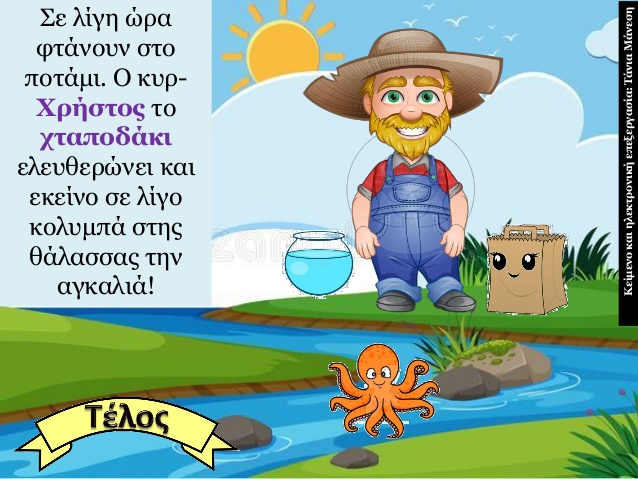 Σε λίγη ώρα
φτάνουν στο
ποτάμι. Ο κυρ-
Χρήστος το
χταποδάκι
ελευθερώνει και
εκείνο σε λίγο
κολυμπά στης
θάλασσας την
αγκαλιά!
Κείμενο και ηλεκτρονική επεξεργασία: Τάνια Μάνεση
Τέλος